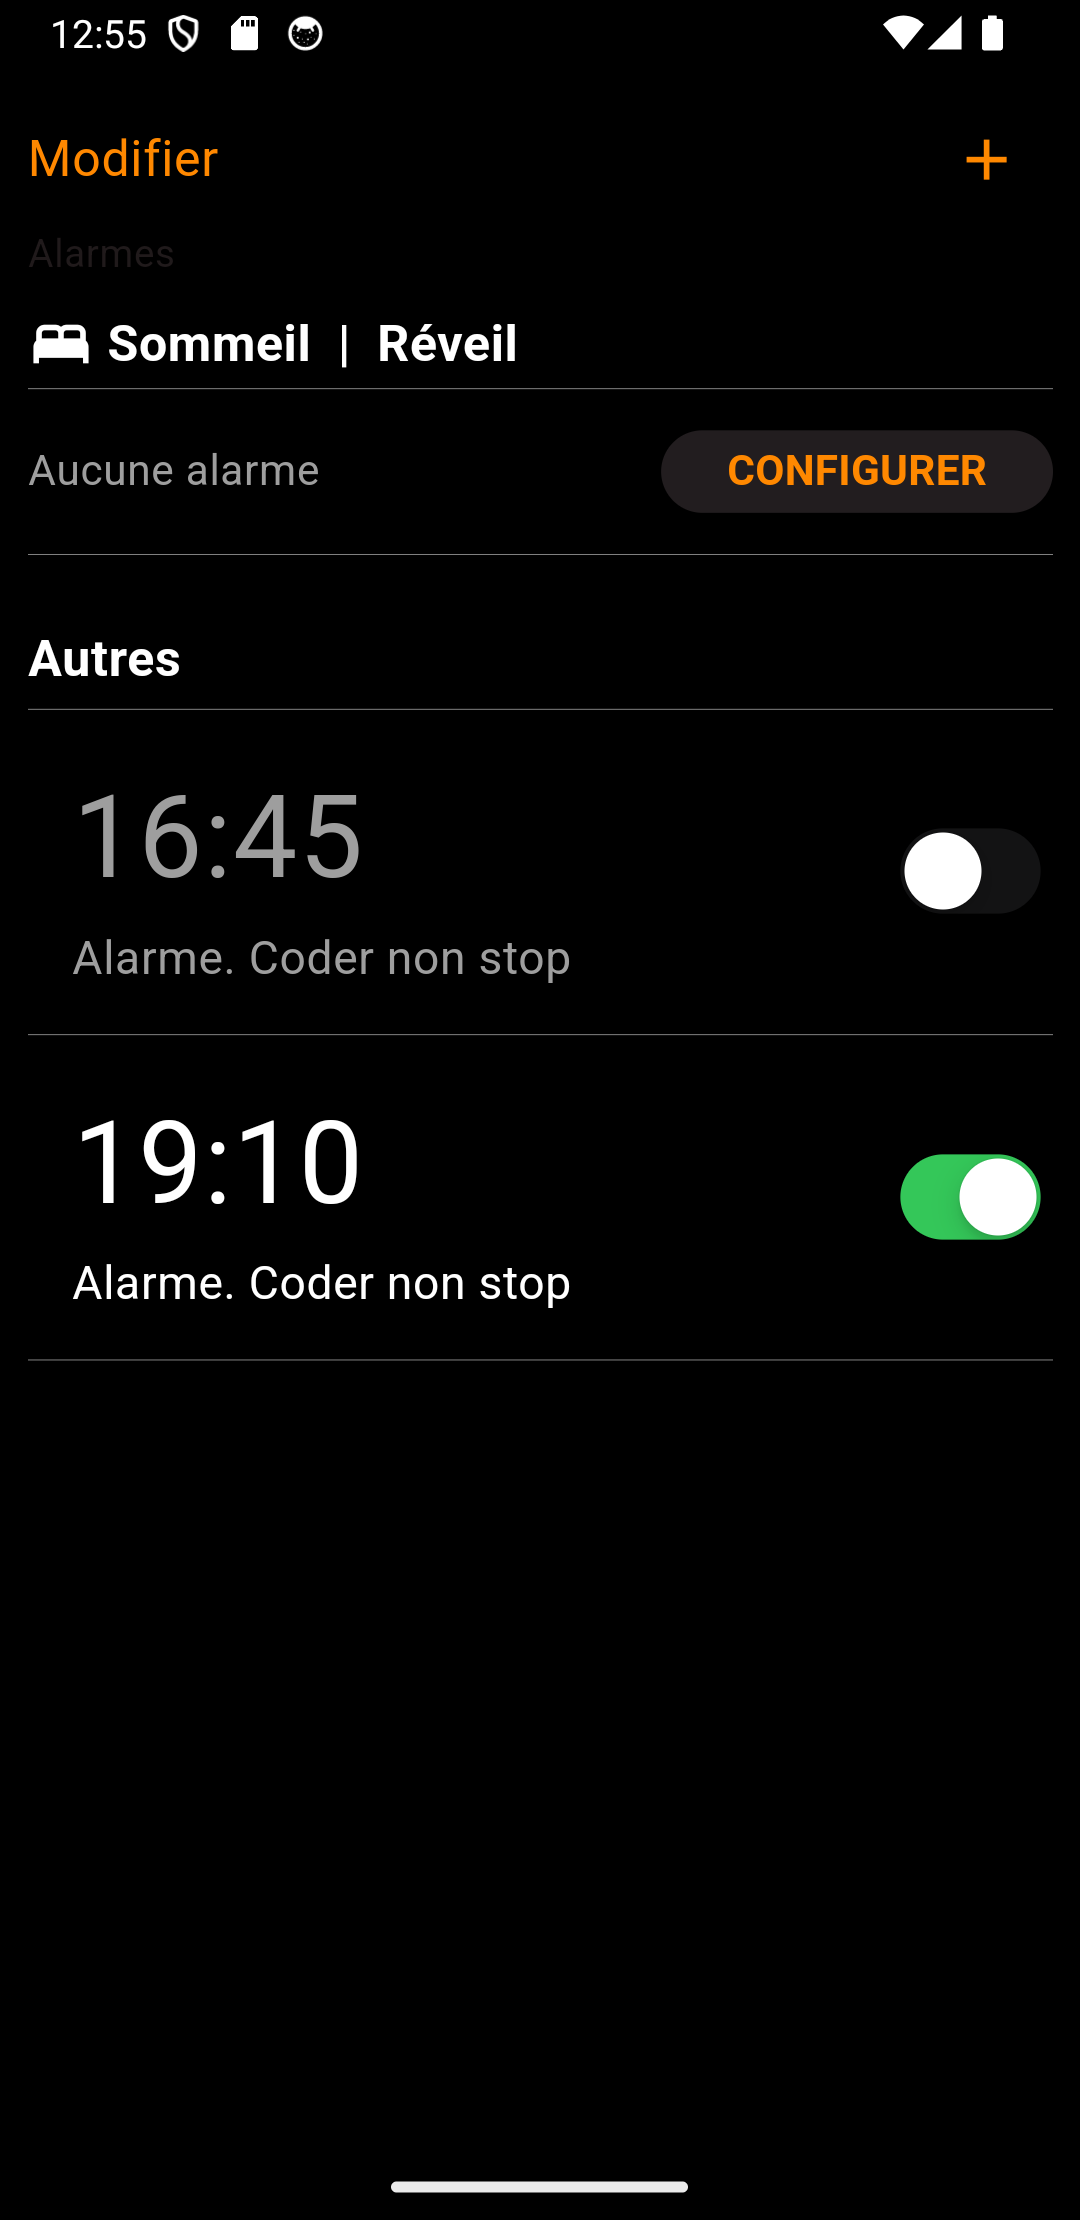 12:55
Modifier
Alarmes
Sommeil | Réveil
Aucune alarme
CONFIGURER
Autres
16:45
Alarme. Coder non stop
19:10
Alarme. Coder non stop